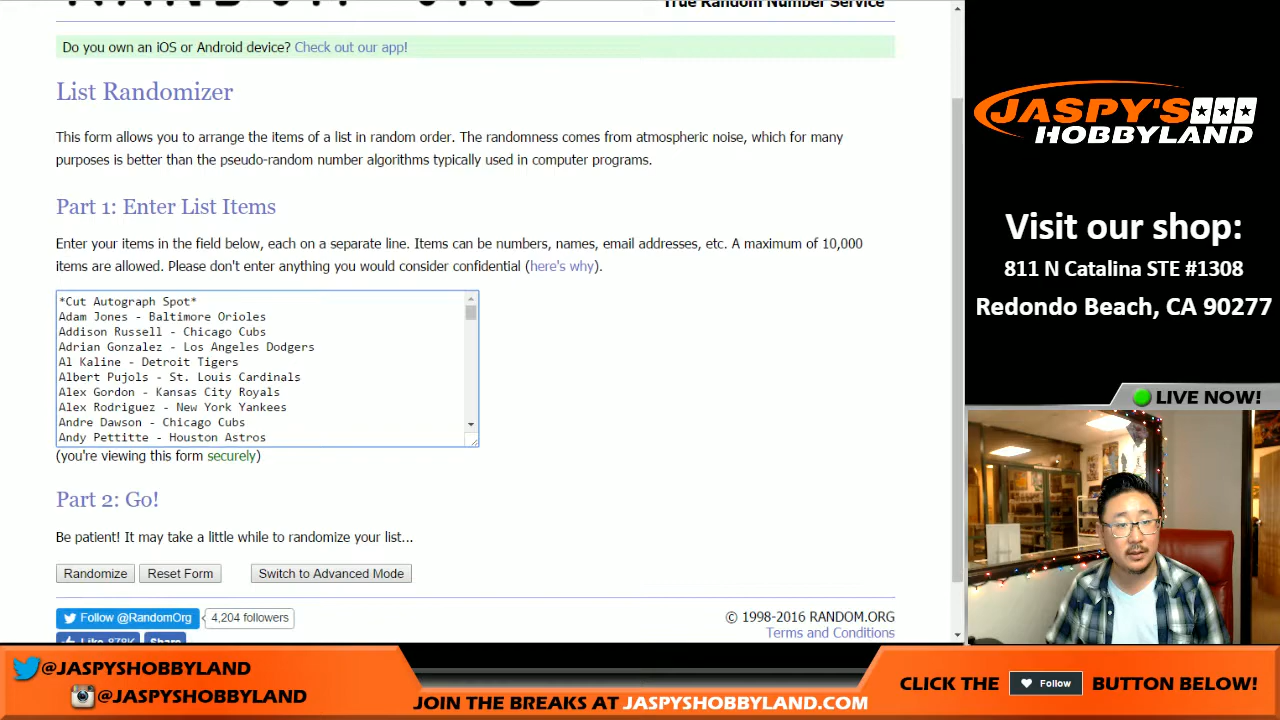 True Random Number Service
Do you own an iOS or Android device? Check out our app!
List Randomizer
This form allows you to arrange the items of a list in random order. The randomness comes from atmospheric noise, which for many
purposes is better than the pseudo-random number algorithms typically used in computer programs.
Part 1: Enter List Items
Enter your items in the field below, each on a separate line. Items can be numbers, names, email addresses, etc. A maximum of 10,000
items are allowed. Please don't enter anything you would consider confidential (here's why).
*Cut Autograph Spot*
Adam Jones - Baltimore Orioles
Addison Russell - Chicago Cubs
Adrian Gonzalez - Los Angeles Dodgers
Al Kaline - Detroit Tigers
Albert Pujols - St. Louis Cardinals
Alex Gordon - Kansas City Royals
Alex Rodriguez - New York Yankees
Andre Dawson - Chicago Cubs
Andy Pettitte - Houston Astros
(you're viewing this form securely)
Part 2: Go!
Be patient! It may take a little while to randomize your list...
Randomize
Reset Form
Switch to Advanced Mode
Follow @RandomOrg
4,204 followers
Like 878K
Share
© 1998-2016 RANDOM.ORG
Terms and Conditions
JASPY'S
HOBBYLAND
Visit our shop:
811 N Catalina STE #1308
Redondo Beach, CA 90277
LIVE NOW!
@JASPYSHOBBYLAND
@JASPYSHOBBYLAND
JOIN THE BREAKS AT JASPYSHOBBYLAND.COM
CLICK THE Follow BUTTON BELOW!